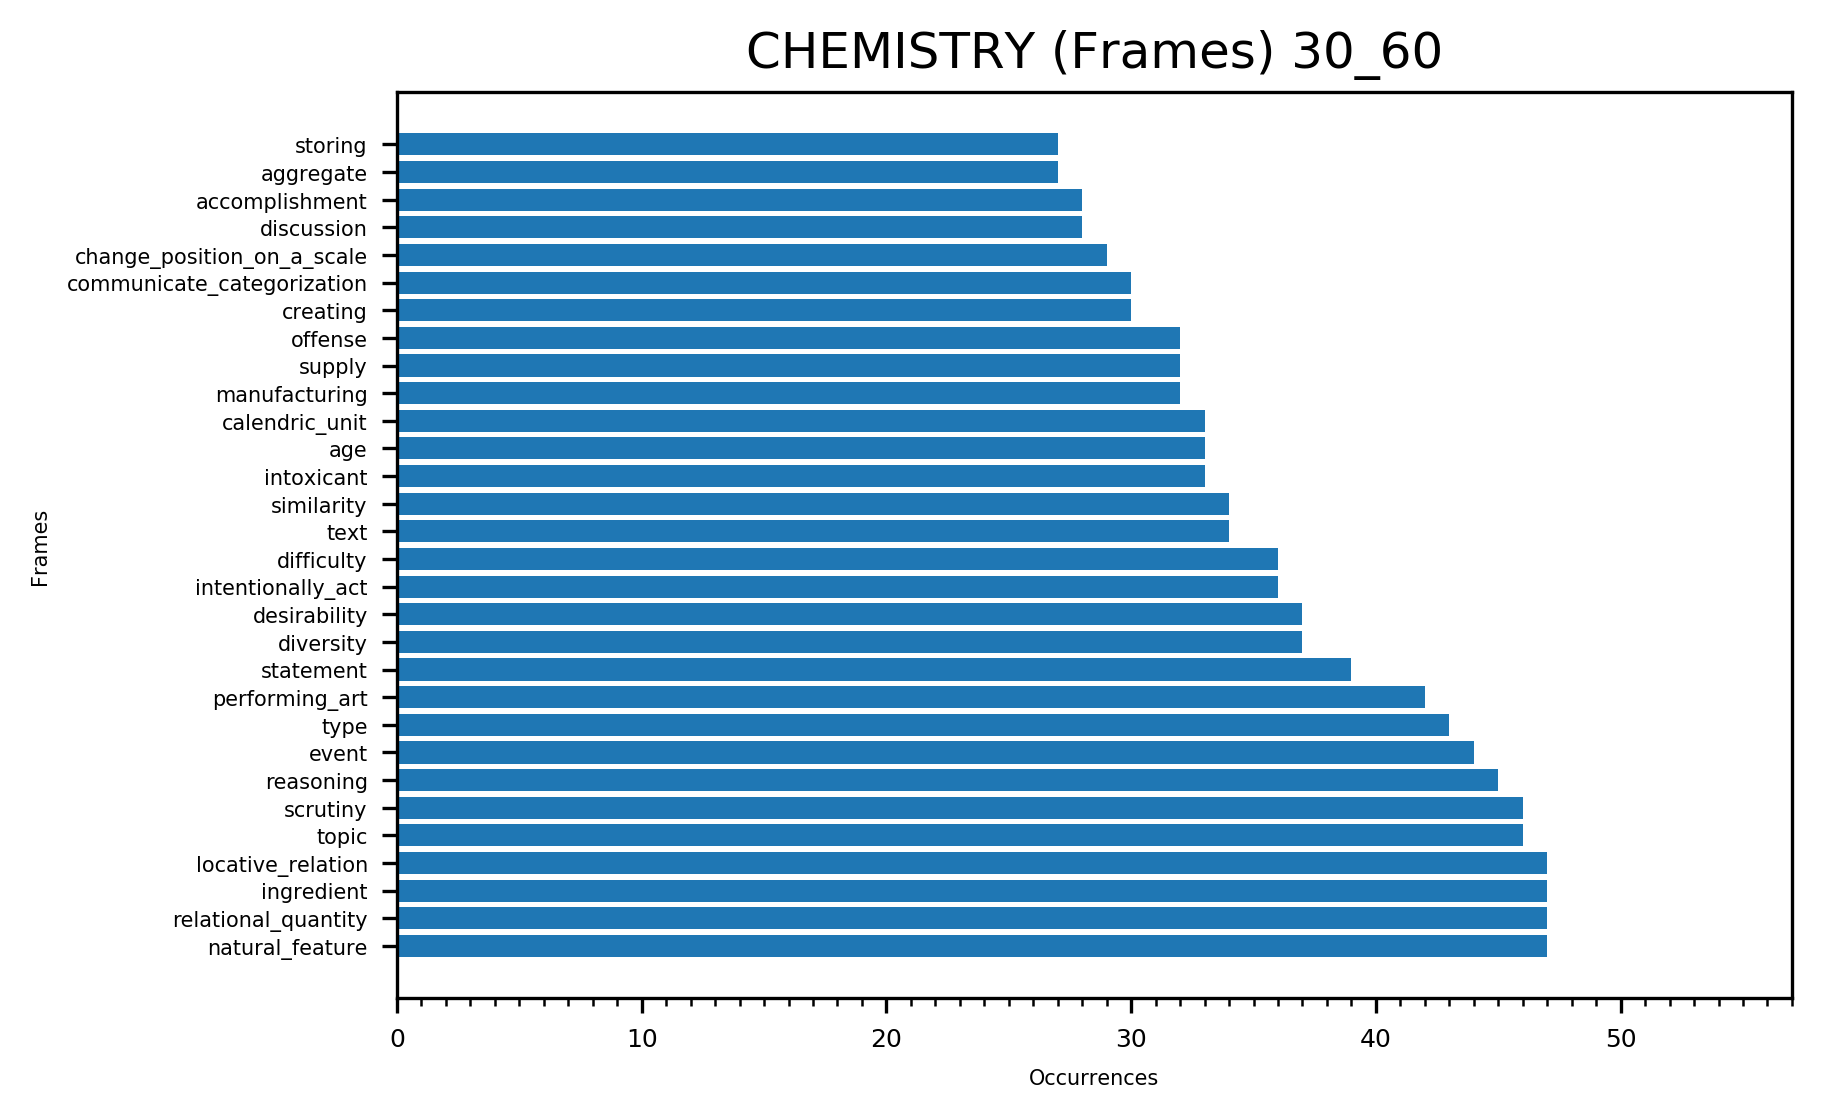 CHEMISTRY (Frames) 30_60
storing
aggregate
accomplishment
discussion
change_position_on_a_scale
communicate_categorization
creating
offense
supply
manufacturing
calendric_unit
age
intoxicant
similarity
text
difficulty
intentionally_act
desirability
diversity
statement
performing_art
type
event
reasoning
scrutiny
topic
locative_relation
ingredient
relational_quantity
natural_feature
Frames
0 10 20 30 40 50
Occurrences